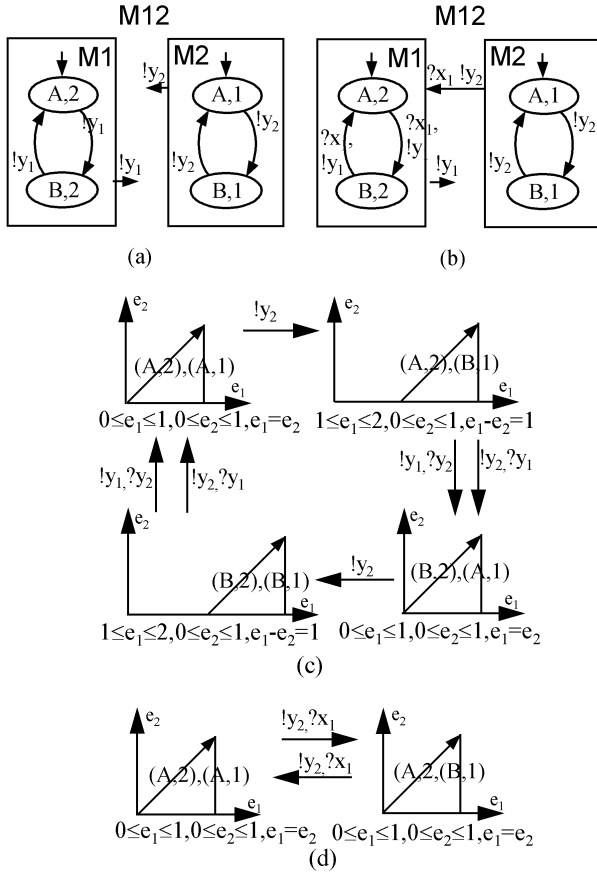 M12 M12
M1 M2 M1 M2
!y₂ ?x₁ !y₂
A,2 A,1 A,2 A,1
!y₁ !y₂ ?x₁, ?x₁, !y₂
!y₁ !y₂ !y₁ !y !y₂
!y₁ !y₁
B,2 B,1 B,2 B,1
(a) (b)
e₂ !y₂ e₂
(A,2),(A,1) (A,2),(B,1)
e₁ e₁
0≤e₁≤1,0≤e₂≤1,e₁=e₂ 1≤e₁≤2,0≤e₂≤1,e₁-e₂=1
!y₁,?y₂ !y₂,?y₁ !y₁,?y₂ !y₂,?y₁
e₂ e₂
(B,2),(B,1) !y₂ (B,2),(A,1)
e₁ e₁
1≤e₁≤2,0≤e₂≤1,e₁-e₂=1 0≤e₁≤1,0≤e₂≤1,e₁=e₂
(c)
e₂ !y₂,?x₁ e₂
!y₂,?x₁
(A,2),(A,1) (A,2,(B,1)
e₁ e₁
0≤e₁≤1,0≤e₂≤1,e₁=e₂ 0≤e₁≤1,0≤e₂≤1,e₁=e₂
(d)